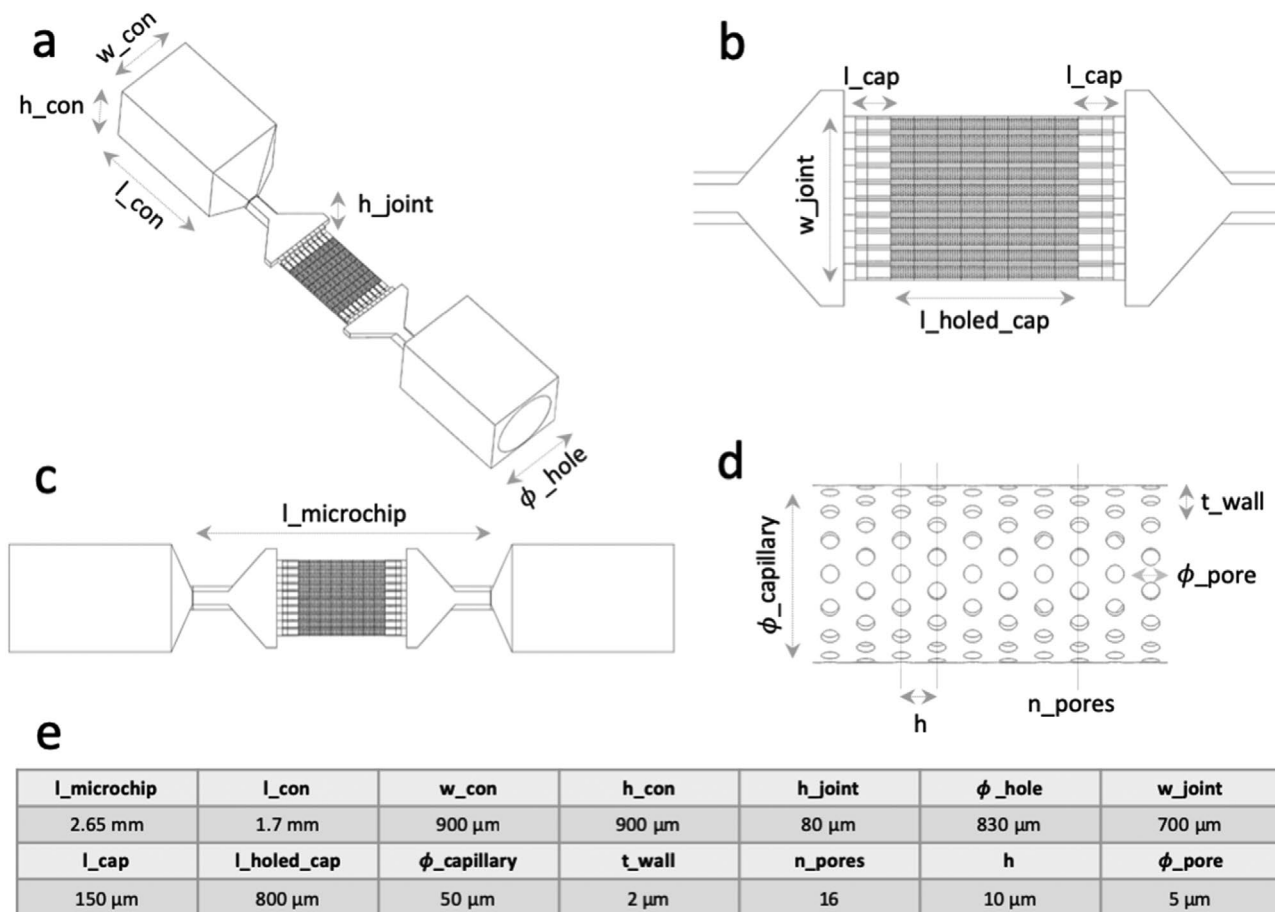 a
w_con
h_con
l_con
h_joint
ϕ_hole
b
l_cap l_cap
w_joint
l_holed_cap
c
l_microchip
d
t_wall
ϕ_capillary
ϕ_pore
h
n_pores
e
l_microchip l_con w_con h_con h_joint ϕ_hole w_joint
2.65 mm 1.7 mm 900 µm 900 µm 80 µm 830 µm 700 µm
l_cap l_holed_cap ϕ_capillary t_wall n_pores h ϕ_pore
150 µm 800 µm 50 µm 2 µm 16 10 µm 5 µm